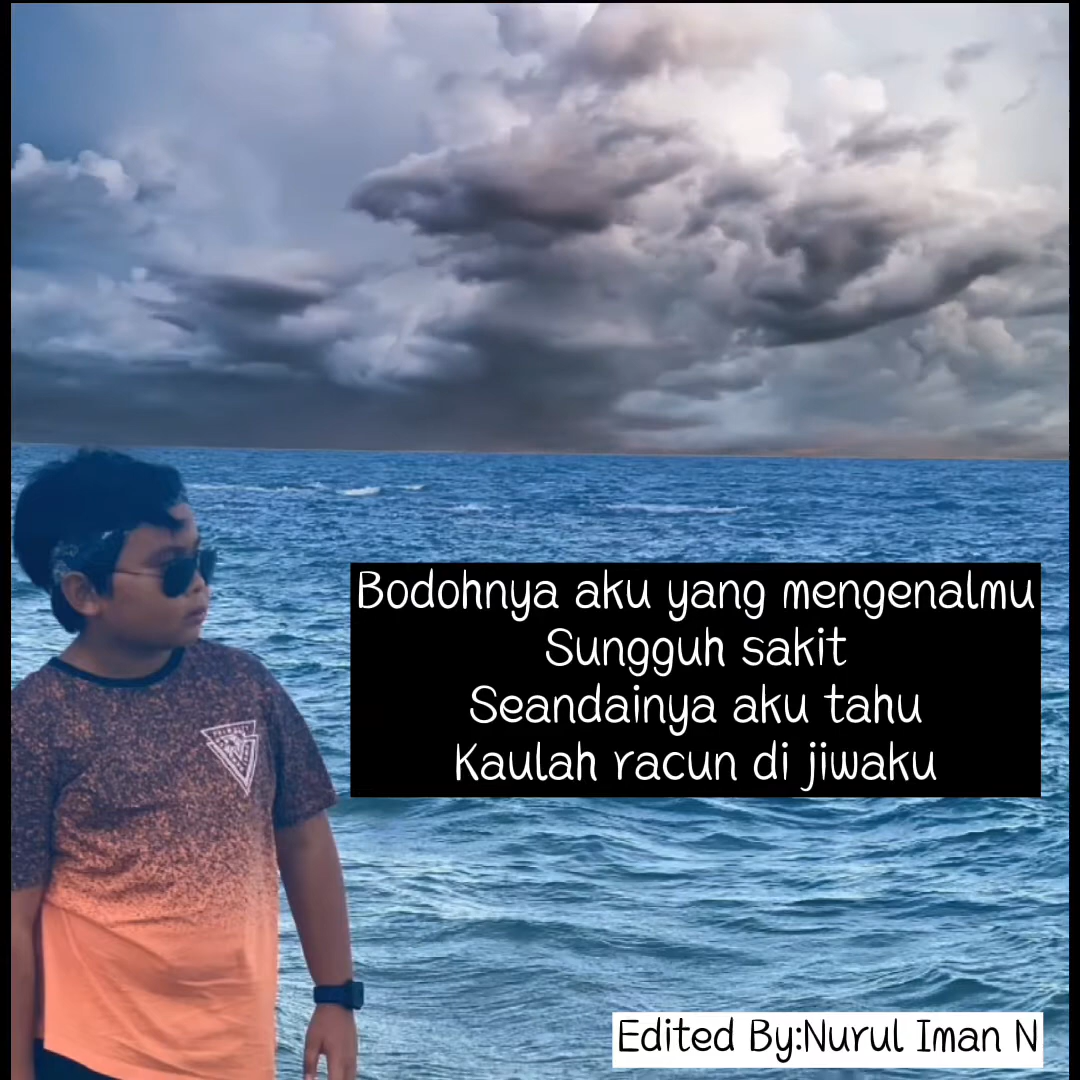 Bodohnya aku yang mengenalmu
Sungguh sakit
Seandainya aku tahu
Kaulah racun di jiwaku
Edited By:Nurul Iman N